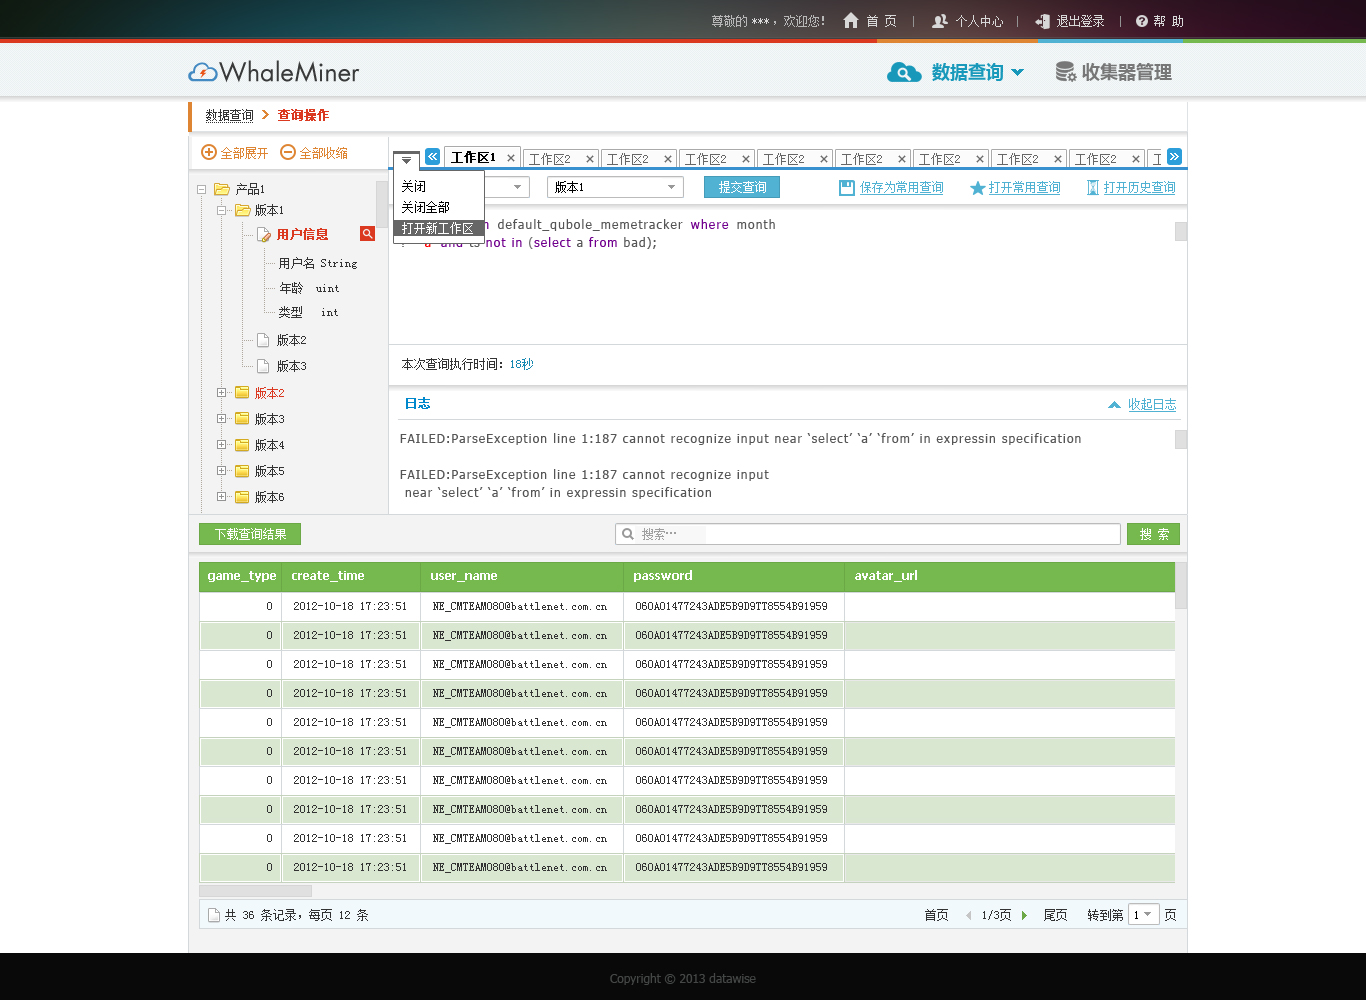 尊敬的 ***，欢迎您！ 首 页 | 个人中心 | 退出登录 | 帮 助
WhaleMiner 数据查询 收集器管理
数据查询 查询操作
全部展开 全部收缩
工作区1 × 工作区2 × 工作区2 × 工作区2 × 工作区2 × 工作区2 × 工作区2 × 工作区2 × 工作区2 ×
关闭
关闭全部
打开新工作区
版本1 提交查询 保存为常用查询 打开常用查询 打开历史查询
产品1
版本1
用户信息
用户名 String
年龄 uint
类型 int
版本2
版本3
版本2
版本3
版本4
版本5
版本6
default_qubole_memetracker where month
not in (select a from bad);
本次查询执行时间：18秒
日志 收起日志
FAILED:ParseException line 1:187 cannot recognize input near ‘select’ ‘a’ ‘from’ in expressin specification
FAILED:ParseException line 1:187 cannot recognize input
near ‘select’ ‘a’ ‘from’ in expressin specification
下载查询结果 搜索… 搜 索
game_type create_time user_name password avatar_url
0 2012-10-18 17:23:51 NE_CMTEAM080@battlenet.com.cn 060A01477243ADE5B9D9TT8554B91959
0 2012-10-18 17:23:51 NE_CMTEAM080@battlenet.com.cn 060A01477243ADE5B9D9TT8554B91959
0 2012-10-18 17:23:51 NE_CMTEAM080@battlenet.com.cn 060A01477243ADE5B9D9TT8554B91959
0 2012-10-18 17:23:51 NE_CMTEAM080@battlenet.com.cn 060A01477243ADE5B9D9TT8554B91959
0 2012-10-18 17:23:51 NE_CMTEAM080@battlenet.com.cn 060A01477243ADE5B9D9TT8554B91959
0 2012-10-18 17:23:51 NE_CMTEAM080@battlenet.com.cn 060A01477243ADE5B9D9TT8554B91959
0 2012-10-18 17:23:51 NE_CMTEAM080@battlenet.com.cn 060A01477243ADE5B9D9TT8554B91959
0 2012-10-18 17:23:51 NE_CMTEAM080@battlenet.com.cn 060A01477243ADE5B9D9TT8554B91959
0 2012-10-18 17:23:51 NE_CMTEAM080@battlenet.com.cn 060A01477243ADE5B9D9TT8554B91959
0 2012-10-18 17:23:51 NE_CMTEAM080@battlenet.com.cn 060A01477243ADE5B9D9TT8554B91959
共 36 条记录，每页 12 条 首页 1/3页 尾页 转到第 1 页
Copyright © 2013 datawise